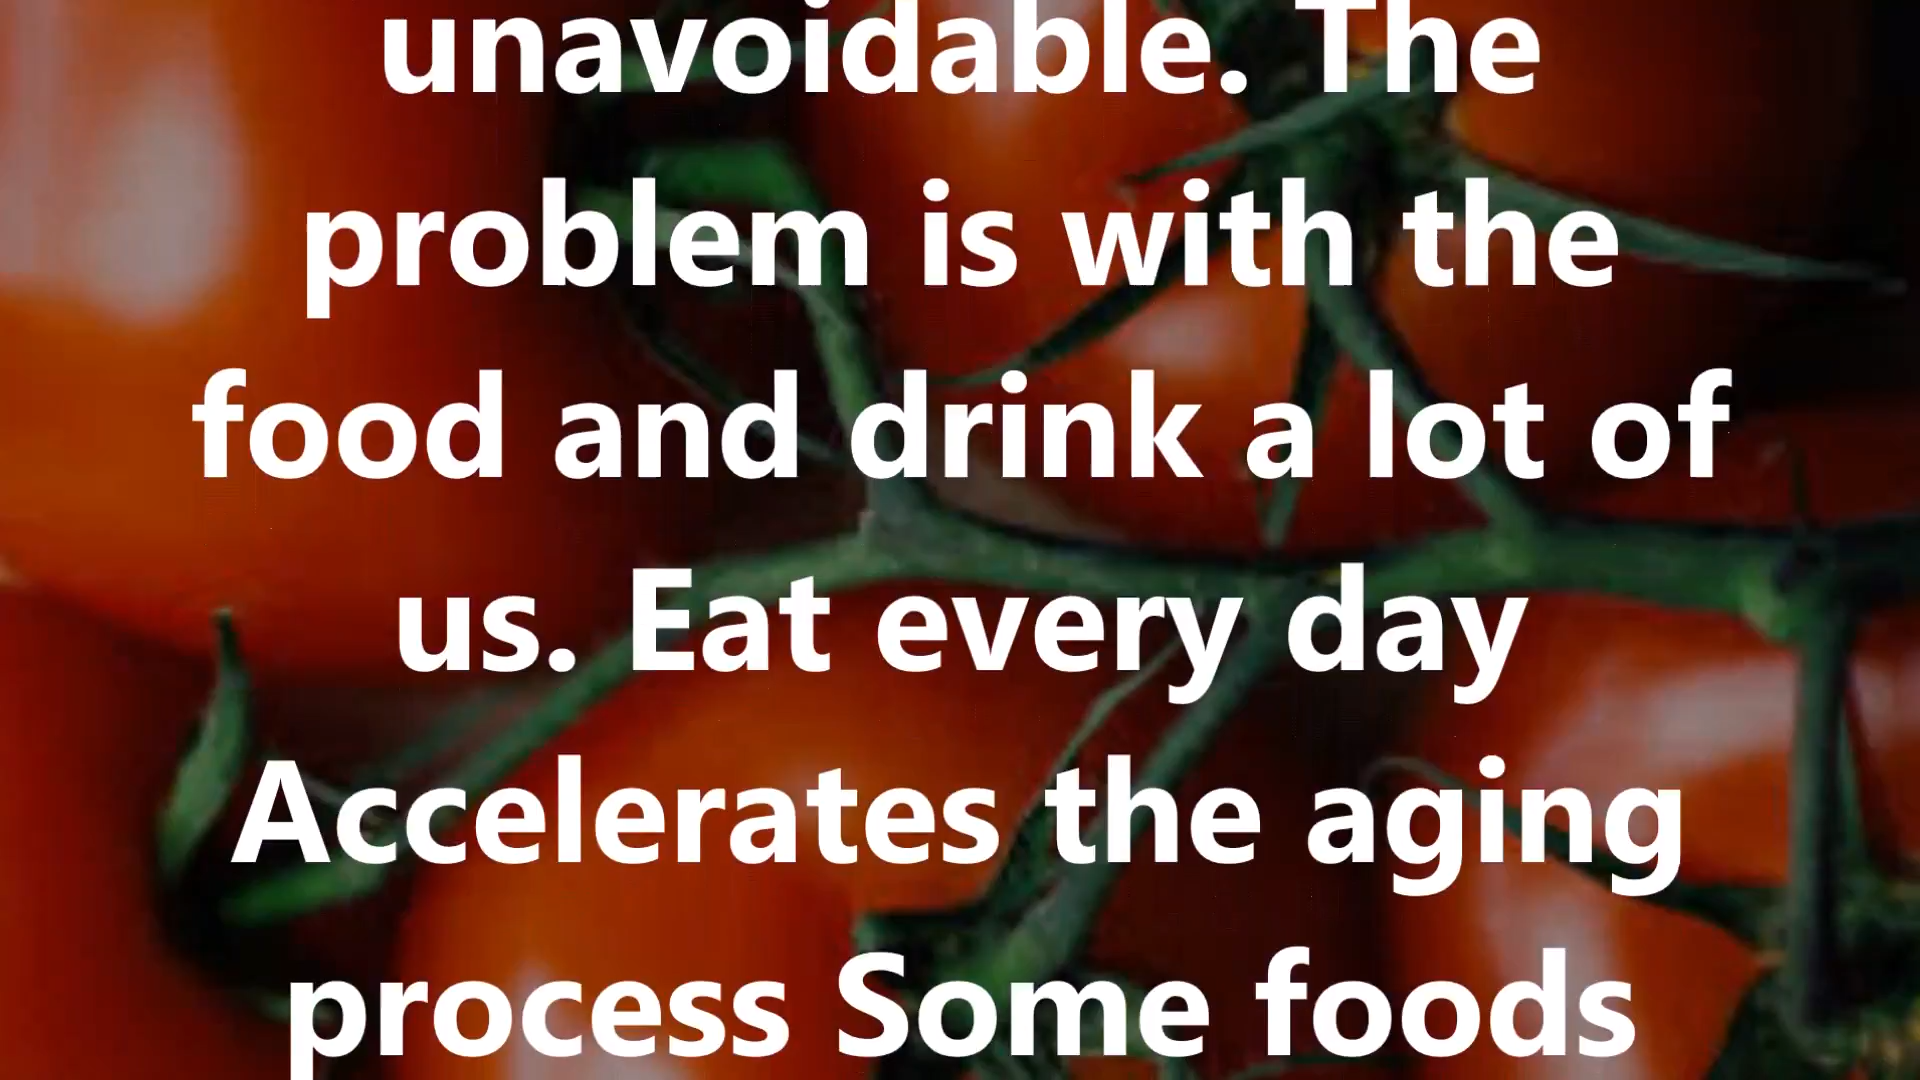 unavoidable. The
problem is with the
food and drink a lot of
us. Eat every day
Accelerates the aging
process Some foods